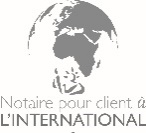 Notaire pour client à
L'INTERNATIONAL